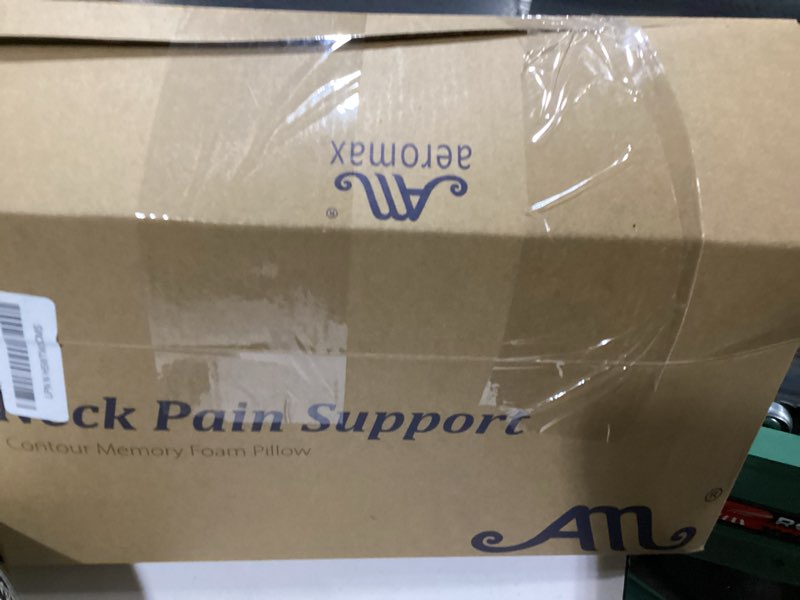 aeromax
AM
®
Neck Pain Support
Contour Memory Foam Pillow
AM
®